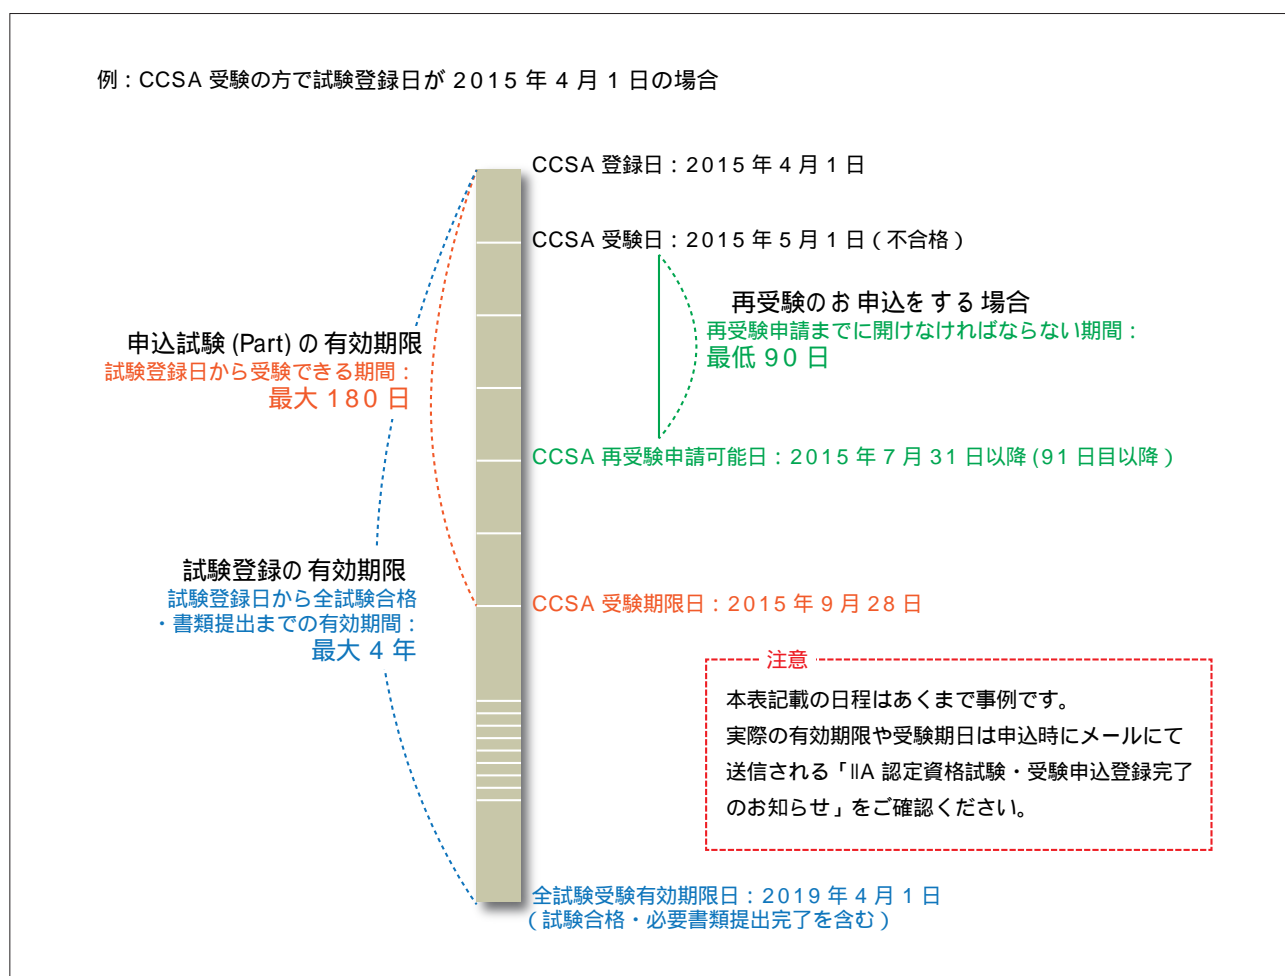 例：CCSA 受験の方で試験登録日が 2015 年 4 月 1 日の場合
CCSA 登録日：2015 年 4 月 1 日
CCSA 受験日：2015 年 5 月 1 日（不合格）
再受験のお申込をする場合
再受験申請までに開けなければならない期間：
最低 90 日
申込試験 (Part) の有効期限
試験登録日から受験できる期間：
最大 180 日
CCSA 再受験申請可能日：2015 年 7 月 31 日以降 (91 日目以降）
試験登録の有効期限
試験登録日から全試験合格
・書類提出までの有効期間：
最大 4 年
CCSA 受験期限日：2015 年 9 月 28 日
注意
本表記載の日程はあくまで事例です。
実際の有効期限や受験期日は申込時にメールにて
送信される「IIA 認定資格試験・受験申込登録完了
のお知らせ」をご確認ください。
全試験受験有効期限日：2019 年 4 月 1 日
（試験合格・必要書類提出完了を含む）